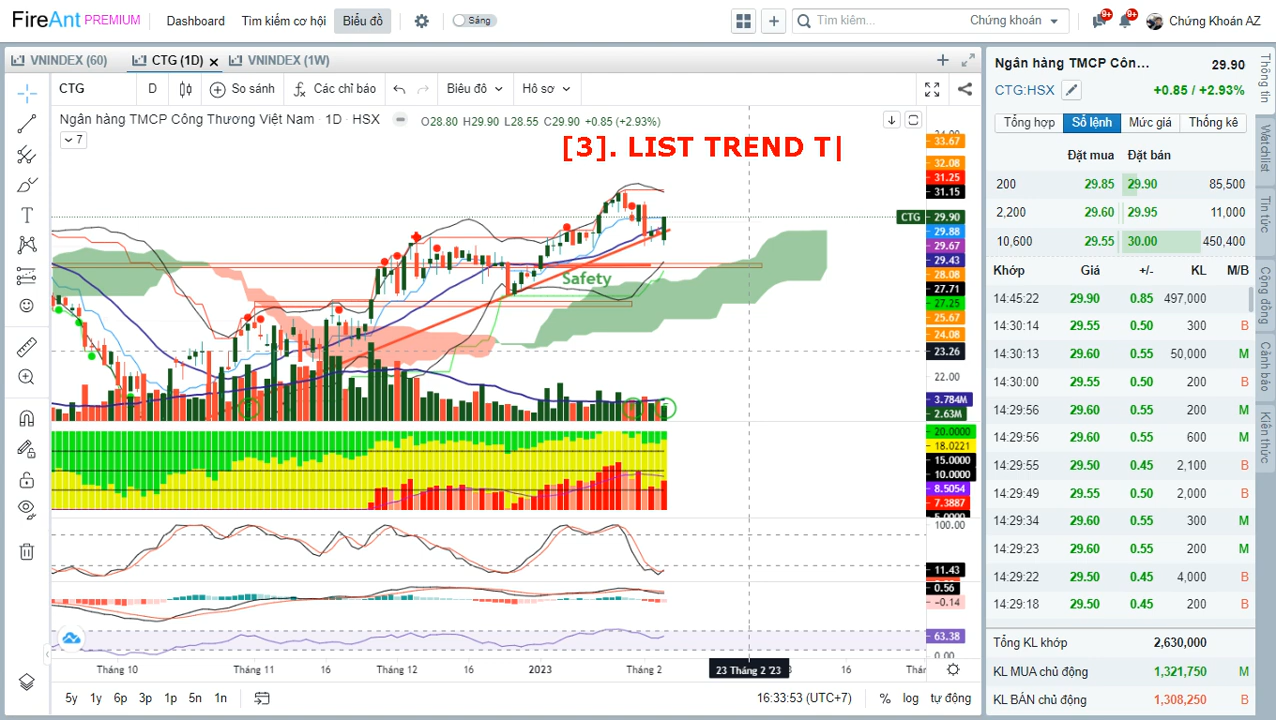 FireAnt PREMIUM Dashboard Tìm kiếm cơ hội Biểu đồ Sáng Tìm kiếm... Chứng khoán 9+ 9+ Chứng Khoán AZ
VNINDEX (60) CTG (1D) VNINDEX (1W)
CTG D So sánh Các chỉ báo Biểu đồ Hồ sơ
Ngân hàng TMCP Công Thương Việt Nam · 1D · HSX O28.80 H29.90 L28.55 C29.90 +0.85 (+2.93%)
7
[3]. LIST TREND T|
Safety
33.67
32.08
31.25
31.15
CTG 29.90
29.88
29.67
29.43
28.08
27.71
27.25
25.67
24.08
23.26
22.00
3.784M
2.63M
20.0000
18.0221
15.0000
10.0000
8.5054
7.3887
5.0000
100.00
11.43
0.56
−0.14
63.38
0.00
Tháng 10 Tháng 11 16 Tháng 12 16 2023 Tháng 2 23 Tháng 2 '23 16
5y 1y 6p 3p 1p 5n 1n 16:33:53 (UTC+7) % log tự động
Ngân hàng TMCP Côn... 29.90
CTG:HSX +0.85 / +2.93%
Tổng hợp Sổ lệnh Mức giá Thống kê
Đặt mua Đặt bán
200 29.85 29.90 85,500
2,200 29.60 29.95 11,000
10,600 29.55 30.00 450,400
Khớp Giá +/- KL M/B
14:45:22 29.90 0.85 497,000
14:30:14 29.55 0.50 300 B
14:30:13 29.60 0.55 50,000 M
14:30:00 29.55 0.50 200 B
14:29:56 29.60 0.55 200 M
14:29:56 29.60 0.55 600 M
14:29:55 29.50 0.45 2,100 B
14:29:49 29.55 0.50 2,000 B
14:29:34 29.60 0.55 300 M
14:29:23 29.60 0.55 200 M
14:29:22 29.50 0.45 4,000 B
14:29:18 29.50 0.45 200 B
Tổng KL khớp 2,630,000
KL MUA chủ động 1,321,750 M
KL BÁN chủ động 1,308,250 B
Thông tin
Watchlist
Tin tức
Cộng đồng
Cảnh báo
Kiến thức